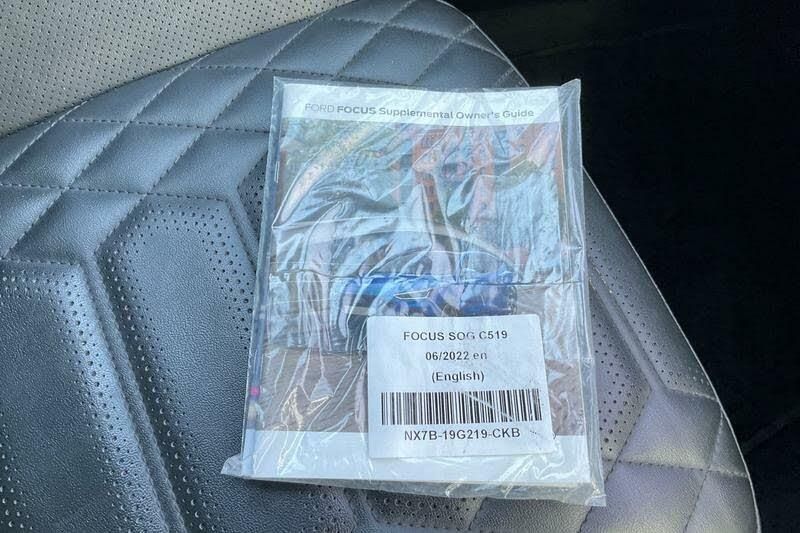 FORD FOCUS Supplemental Owner's Guide
FOCUS SOG C519
06/2022 en
(English)
NX7B-19G219-CKB